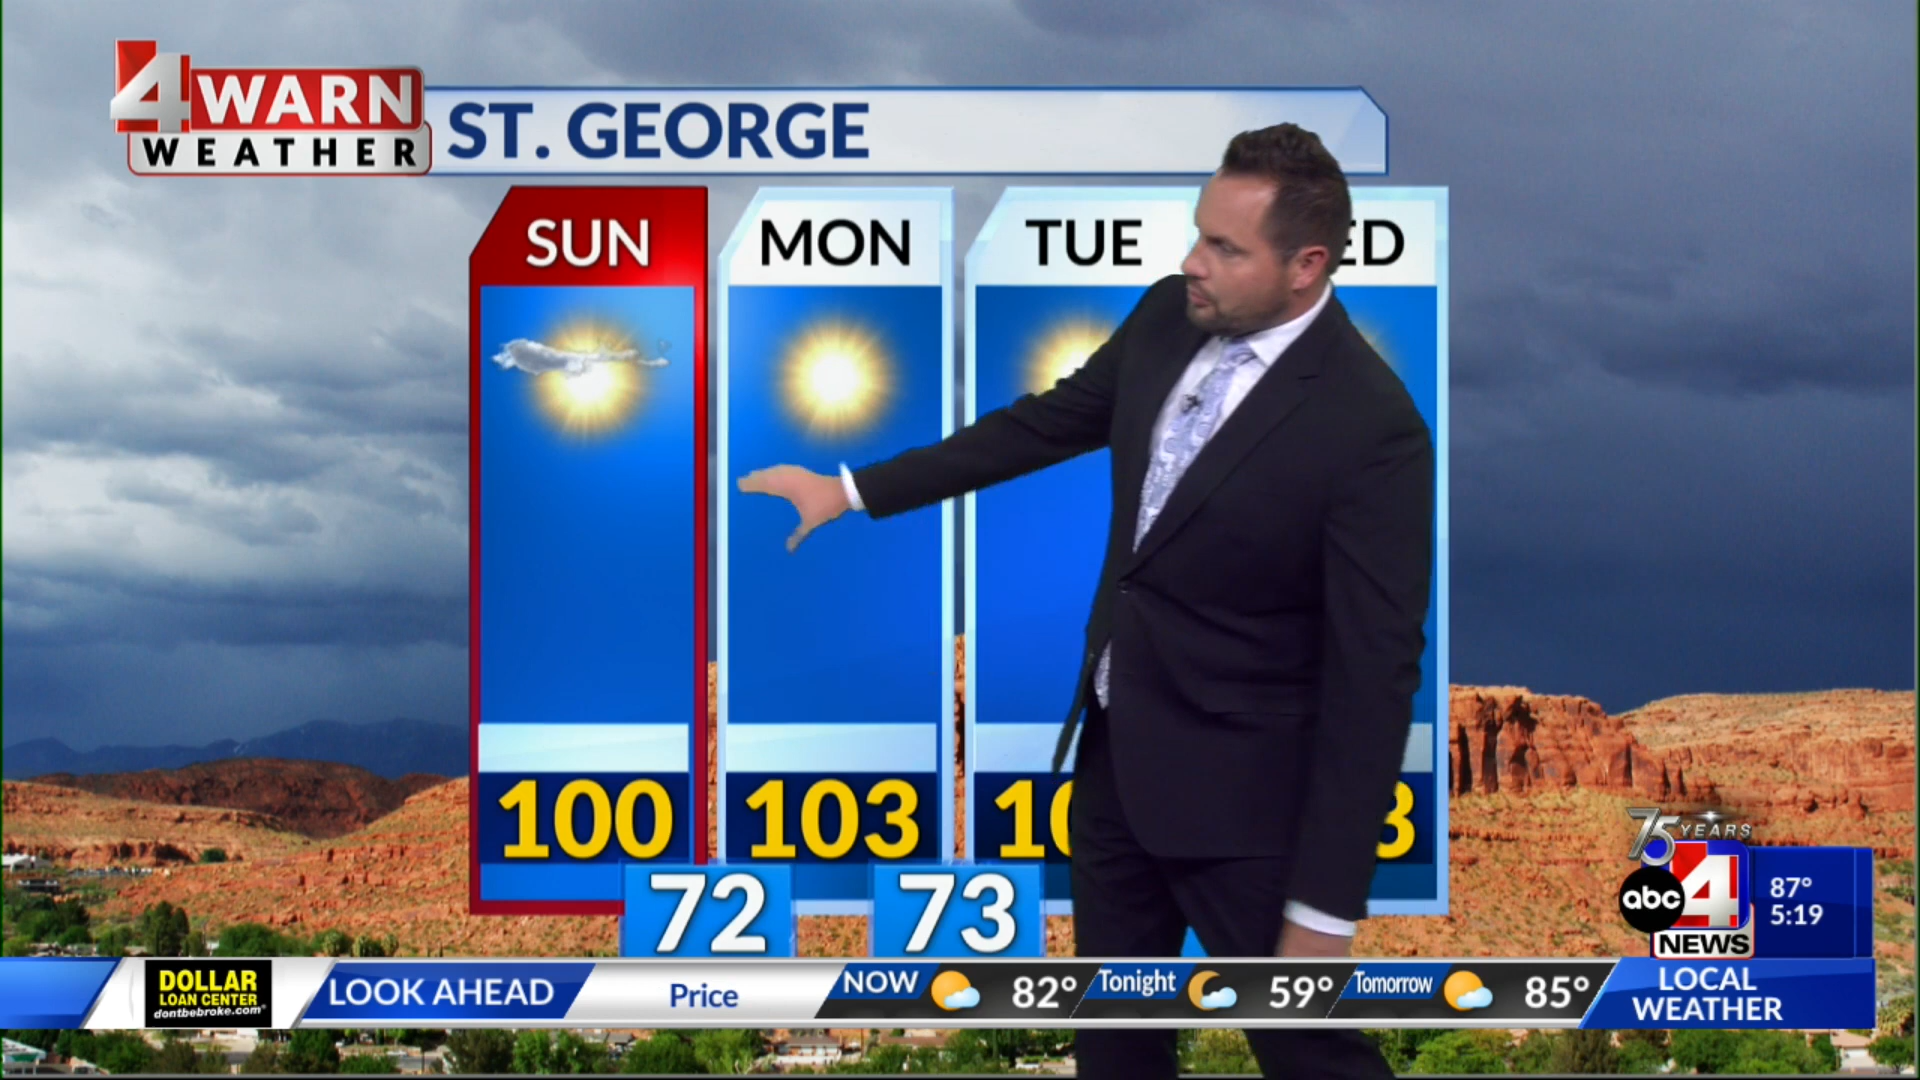 4WARN
WEATHER
ST. GEORGE
SUN
MON
TUE
100
103
72
73
75 YEARS
abc 4
NEWS
87°
5:19
DOLLAR
LOAN CENTER
dontbebroke.com
LOOK AHEAD
Price
NOW 82°
Tonight 59°
Tomorrow 85°
LOCAL
WEATHER